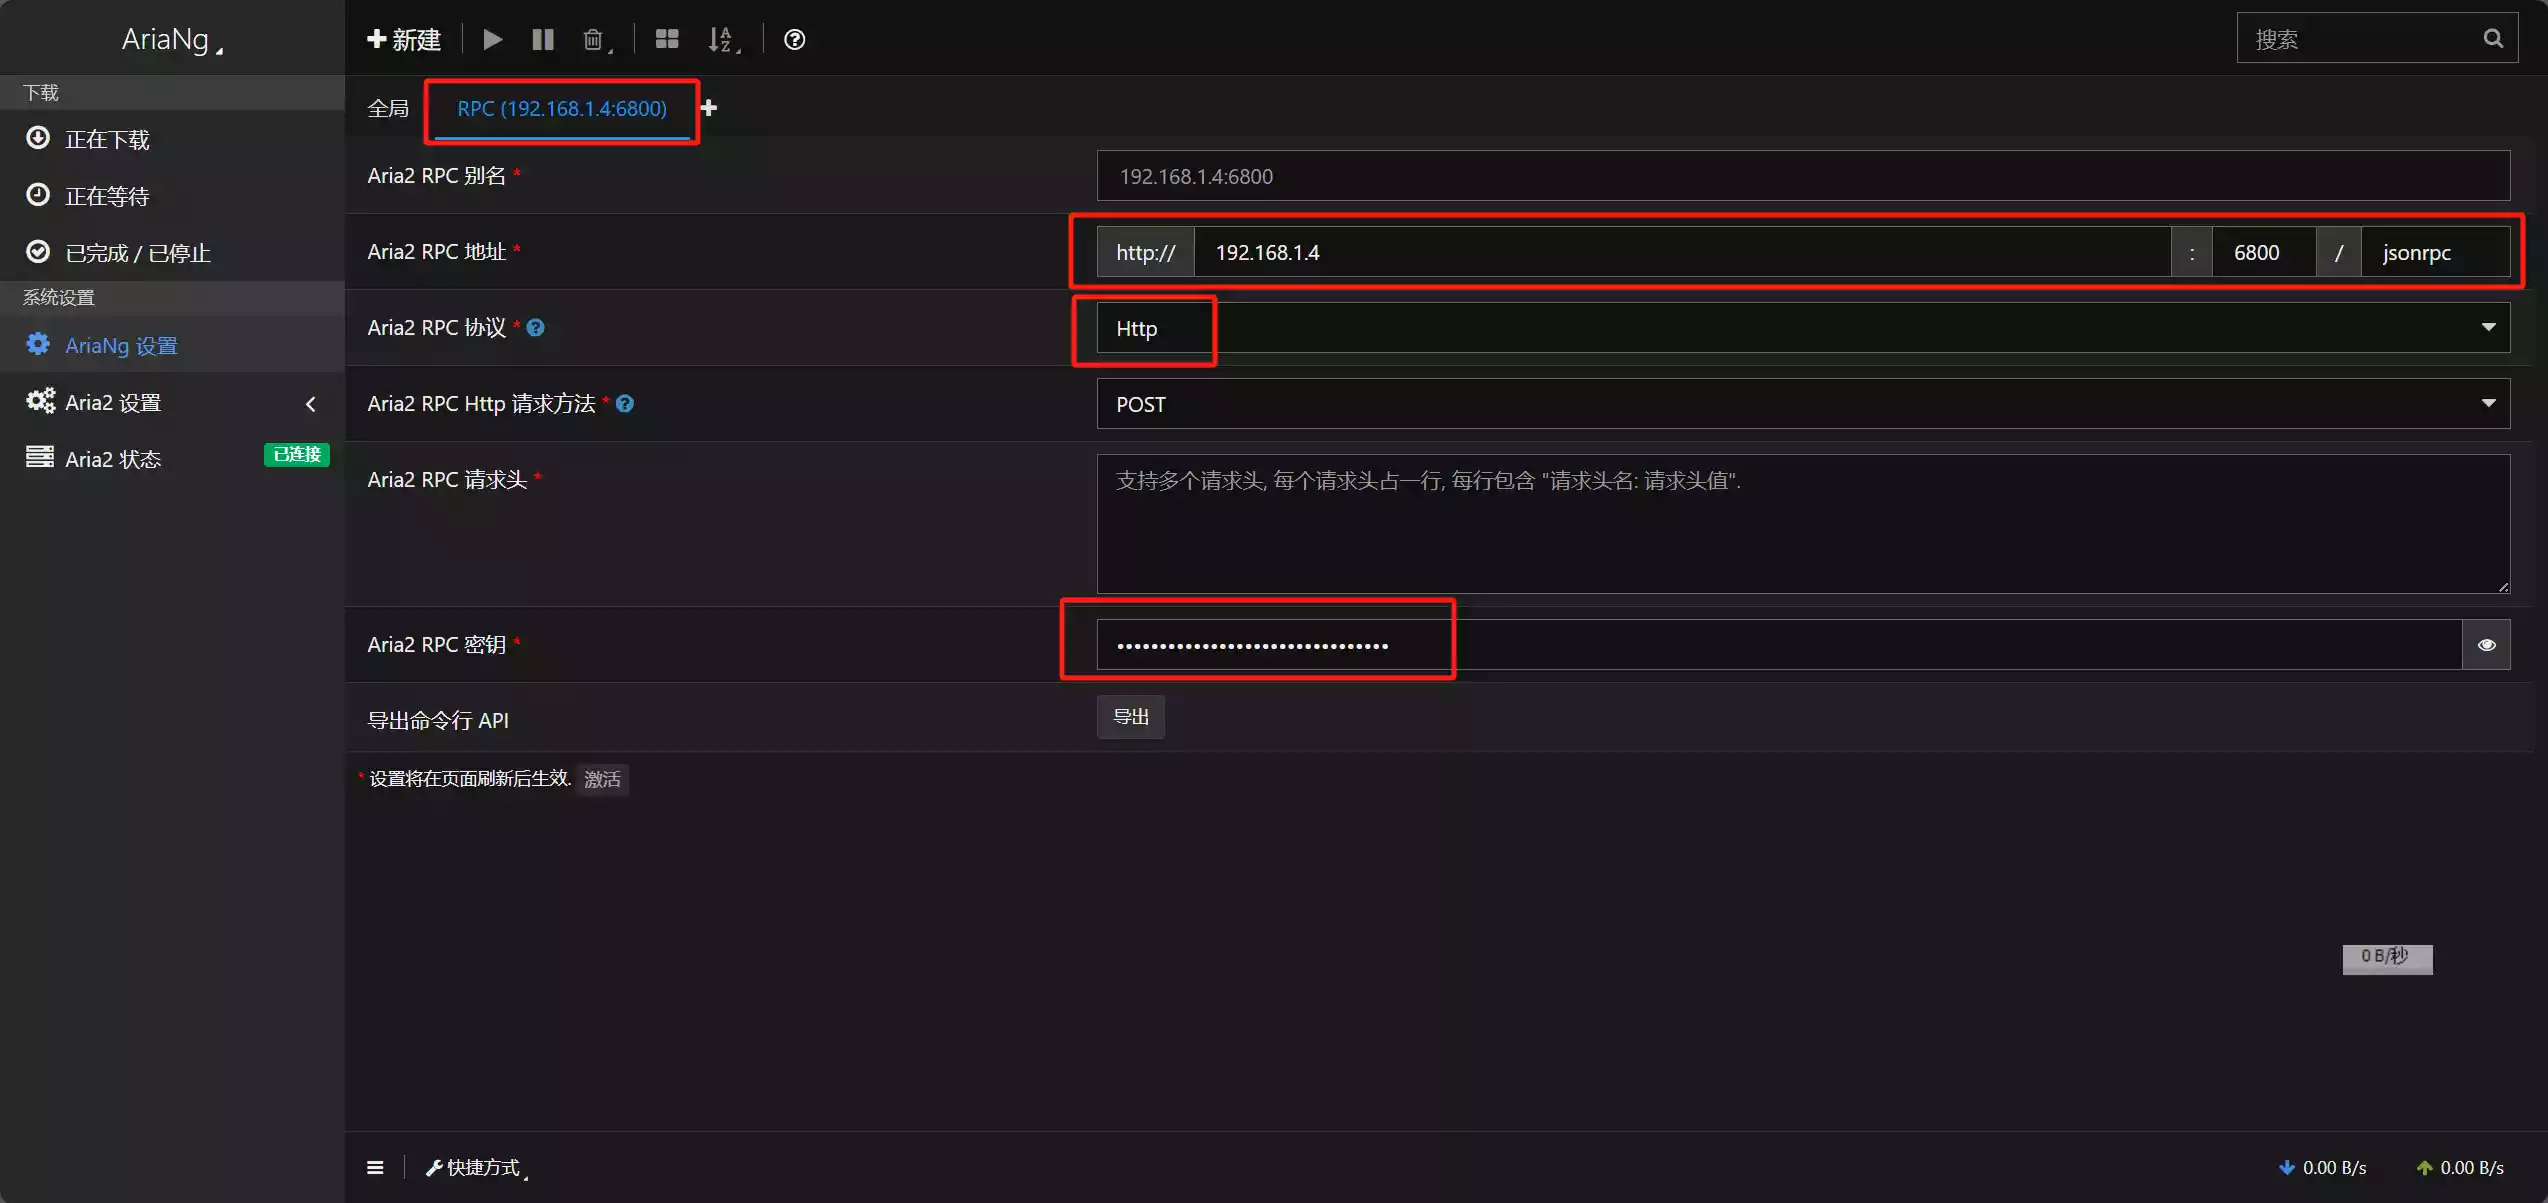 AriaNg
新建
搜索
下载
正在下载
正在等待
已完成 / 已停止
系统设置
AriaNg 设置
Aria2 设置
Aria2 状态
已连接
全局
RPC (192.168.1.4:6800)
Aria2 RPC 别名 *
192.168.1.4:6800
Aria2 RPC 地址 *
http:// 192.168.1.4 : 6800 / jsonrpc
Aria2 RPC 协议 *
Http
Aria2 RPC Http 请求方法 *
POST
Aria2 RPC 请求头 *
支持多个请求头, 每个请求头占一行, 每行包含 "请求头名: 请求头值".
Aria2 RPC 密钥 *
••••••••••••••••••••••••••••••••
导出命令行 API
导出
* 设置将在页面刷新后生效. 激活
0 B/秒
快捷方式
0.00 B/s
0.00 B/s